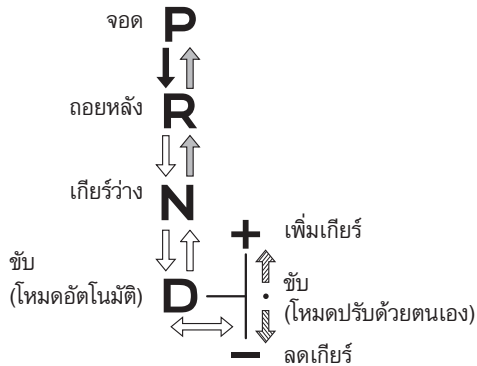 จอด P
ถอยหลัง R
เกียร์ว่าง N
+ เพิ่มเกียร์
ขับ
(โหมดอัตโนมัติ) D
ขับ
(โหมดปรับด้วยตนเอง)
− ลดเกียร์